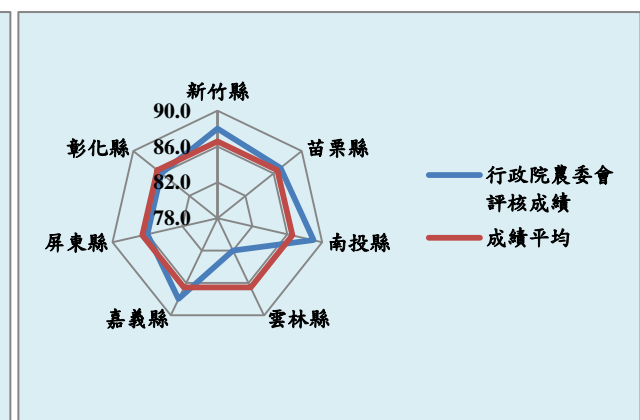 新竹縣
90.0
86.0
82.0
78.0
彰化縣
苗栗縣
屏東縣
南投縣
嘉義縣
雲林縣
行政院農委會
評核成績
成績平均